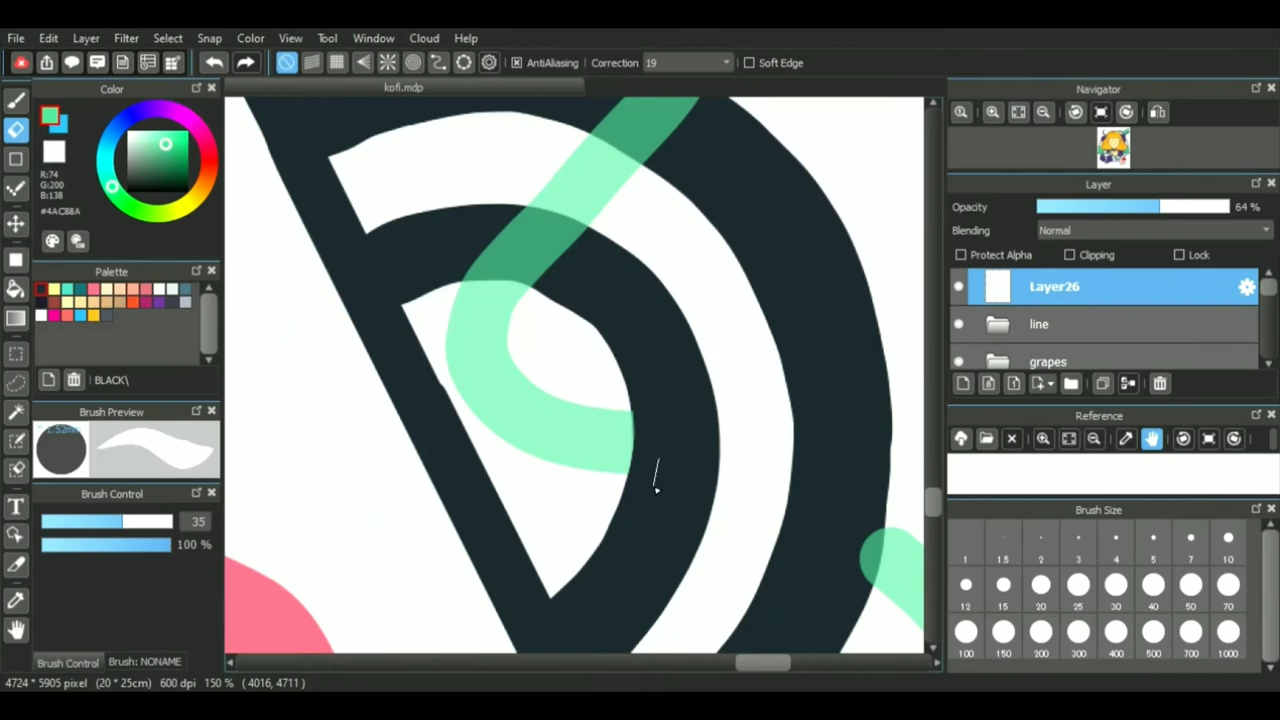 File Edit Layer Filter Select Snap Color View Tool Window Cloud Help
AntiAliasing Correction 19 Soft Edge
Color
kofi.mdp
Navigator
R:74
G:200
B:138
#4AC88A
Layer
Opacity 64 %
Blending Normal
Protect Alpha Clipping Lock
Palette
Layer26
line
grapes
BLACK\
Brush Preview
* 1.52mm
Reference
Brush Control
35
100 %
Brush Size
1 1.5 2 3 4 5 7 10
12 15 20 25 30 40 50 70
100 150 200 300 400 500 700 1000
Brush Control Brush: NONAME
4724 * 5905 pixel (20 * 25cm) 600 dpi 150 % ( 4016, 4711 )